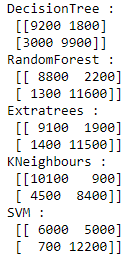 DecisionTree :
[[9200 1800]
[3000 9900]]
RandomForest :
[[ 8800  2200]
[ 1300 11600]]
Extratrees :
[[ 9100  1900]
[ 1400 11500]]
KNeighbours :
[[10100   900]
[ 4500  8400]]
SVM :
[[ 6000  5000]
[  700 12200]]